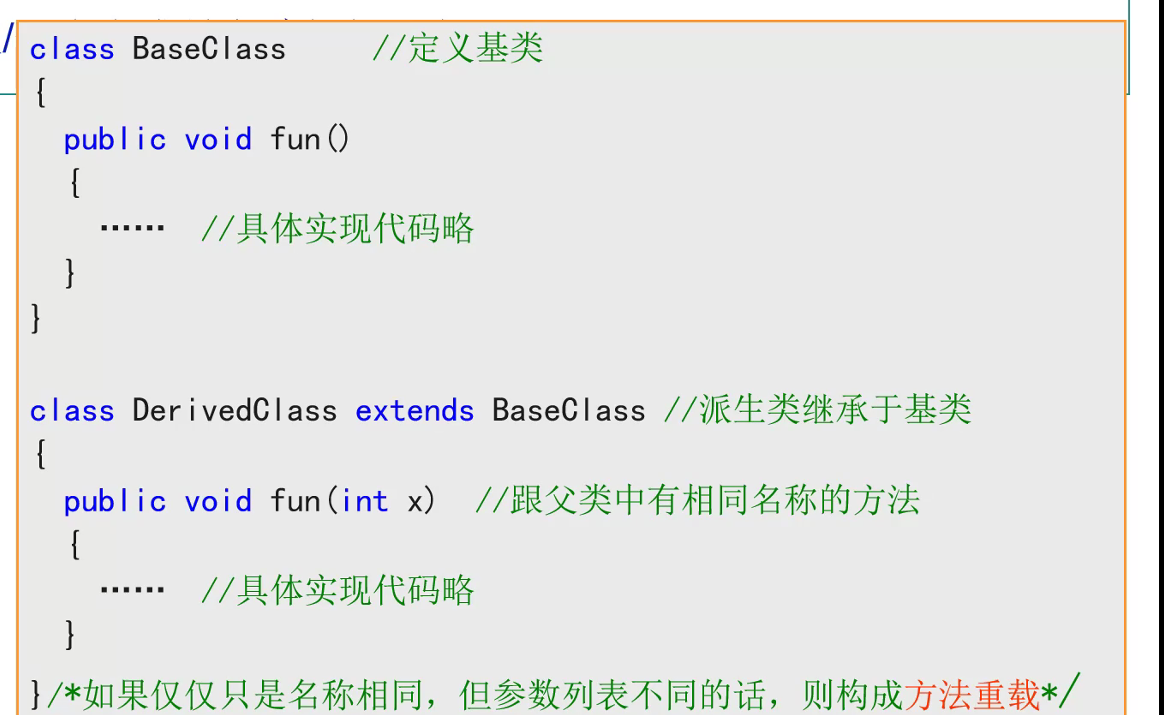 /
class BaseClass //定义基类
{
public void fun()
{
…… //具体实现代码略
}
}
class DerivedClass extends BaseClass //派生类继承于基类
{
public void fun(int x) //跟父类中有相同名称的方法
{
…… //具体实现代码略
}
}/*如果仅仅只是名称相同，但参数列表不同的话，则构成方法重载*/